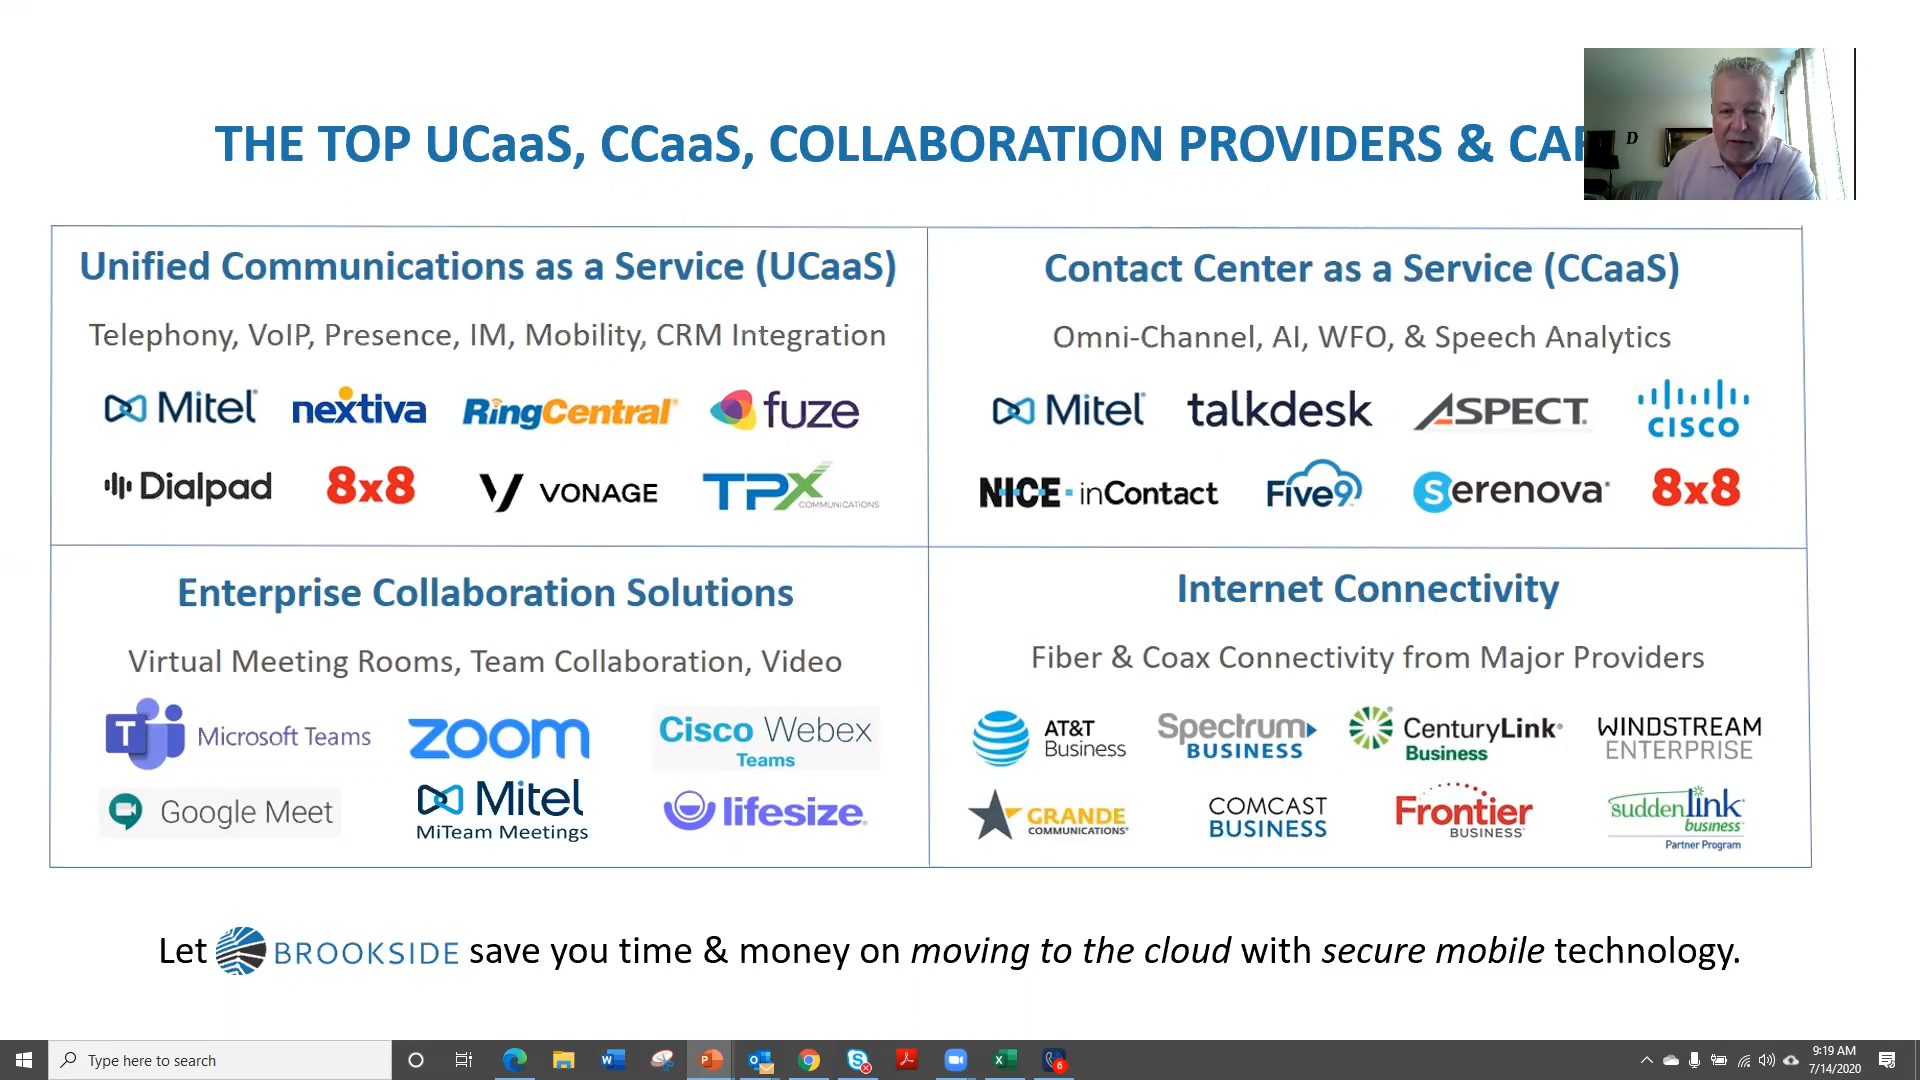 THE TOP UCaaS, CCaaS, COLLABORATION PROVIDERS &
D
Unified Communications as a Service (UCaaS)
Telephony, VoIP, Presence, IM, Mobility, CRM Integration
Mitel nextiva RingCentral fuze
Dialpad 8x8 VONAGE TPX COMMUNICATIONS
Contact Center as a Service (CCaaS)
Omni-Channel, AI, WFO, & Speech Analytics
Mitel talkdesk ASPECT CISCO
NICE inContact Five9 Serenova 8x8
Enterprise Collaboration Solutions
Virtual Meeting Rooms, Team Collaboration, Video
T Microsoft Teams zoom Cisco Webex
Teams
Google Meet Mitel lifesize
MiTeam Meetings
Internet Connectivity
Fiber & Coax Connectivity from Major Providers
AT&T Spectrum CenturyLink WINDSTREAM
Business BUSINESS Business ENTERPRISE
GRANDE COMCAST Frontier suddenlink
COMMUNICATIONS BUSINESS BUSINESS business
Partner Program
Let BROOKSIDE save you time & money on moving to the cloud with secure mobile technology.
Type here to search
6
9:19 AM
7/14/2020